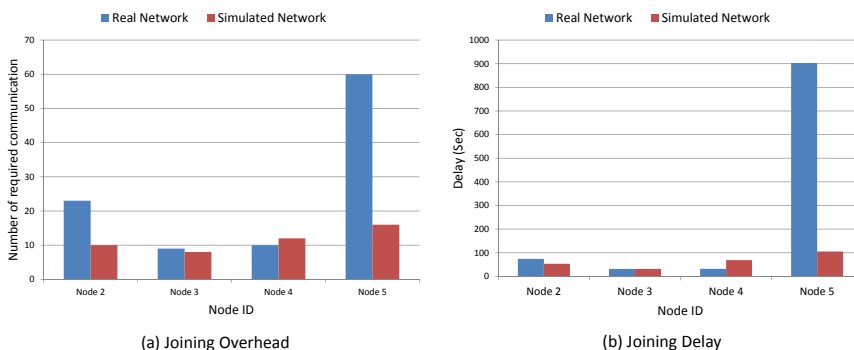 Real Network Simulated Network
Number of required communication
70
60
50
40
30
20
10
0
Node 2 Node 3 Node 4 Node 5
Node ID
(a) Joining Overhead
Real Network Simulated Network
Delay (Sec)
1000
900
800
700
600
500
400
300
200
100
0
Node 2 Node 3 Node 4 Node 5
Node ID
(b) Joining Delay